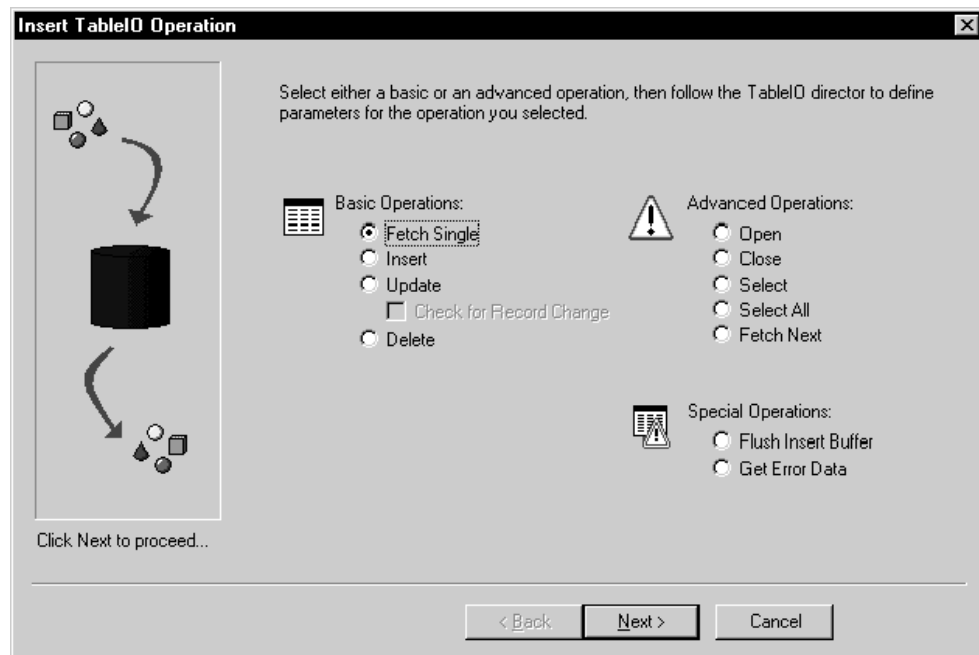 Insert TableIO Operation
Select either a basic or an advanced operation, then follow the TableIO director to define
parameters for the operation you selected.
Basic Operations:
Fetch Single
Insert
Update
Check for Record Change
Delete
Advanced Operations:
Open
Close
Select
Select All
Fetch Next
Special Operations:
Flush Insert Buffer
Get Error Data
Click Next to proceed...
< Back
Next >
Cancel